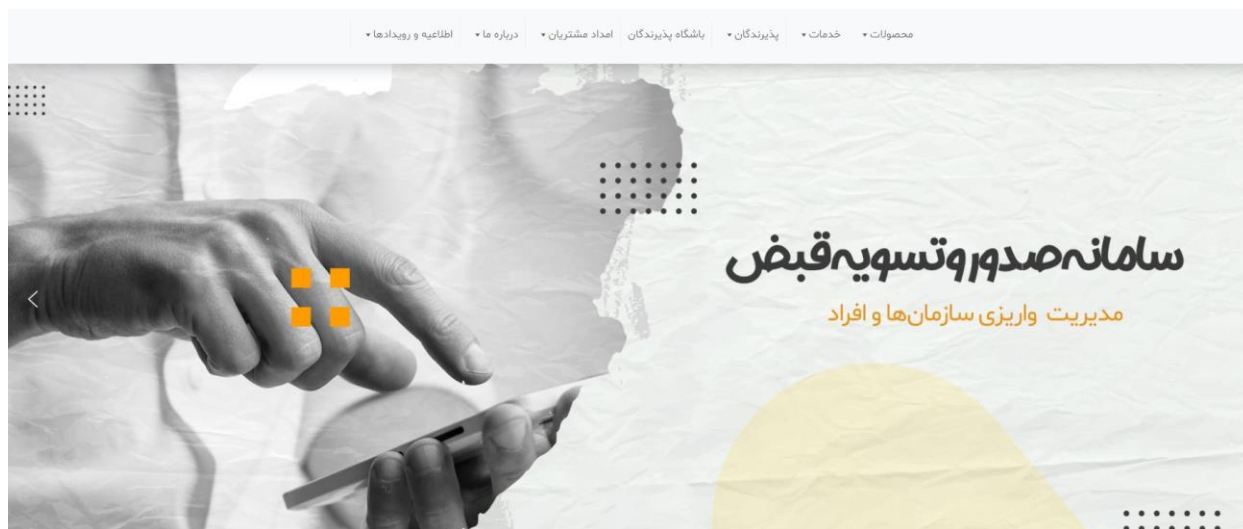 محصولات خدمات پذیرندگان باشگاه پذیرندگان امداد مشتریان درباره ما اطلاعیه و رویدادها
سامانه صدور و تسویه قبض
مدیریت واریزی سازمان‌ها و افراد